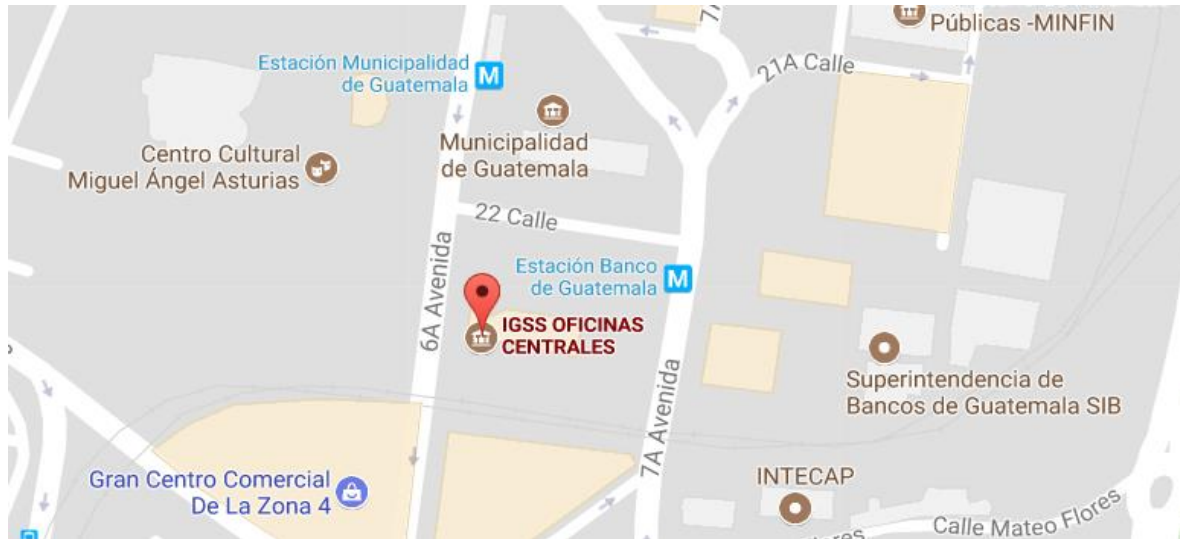 Públicas -MINFIN
Estación Municipalidad
de Guatemala
M
21A Calle
Municipalidad
de Guatemala
Centro Cultural
Miguel Ángel Asturias
22 Calle
6A Avenida
Estación Banco
de Guatemala
M
IGSS OFICINAS
CENTRALES
Superintendencia de
Bancos de Guatemala SIB
7A Avenida
Gran Centro Comercial
De La Zona 4
INTECAP
Calle Mateo Flores